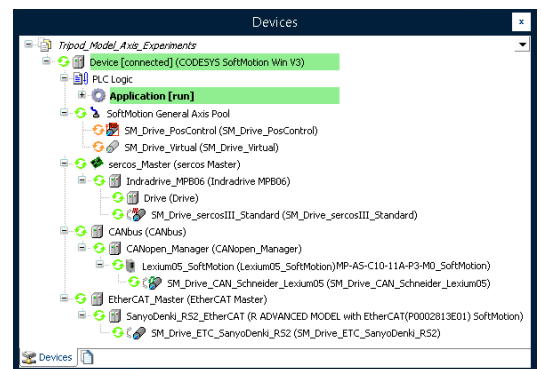 Devices
x
Tripod_Model_Axis_Experiments
Device [connected] (CODESYS SoftMotion Win V3)
PLC Logic
Application [run]
SoftMotion General Axis Pool
SM_Drive_PosControl (SM_Drive_PosControl)
SM_Drive_Virtual (SM_Drive_Virtual)
sercos_Master (sercos Master)
Indradrive_MPB06 (Indradrive MPB06)
Drive (Drive)
SM_Drive_sercosIII_Standard (SM_Drive_sercosIII_Standard)
CANbus (CANbus)
CANopen_Manager (CANopen_Manager)
Lexium05_SoftMotion (Lexium05_SoftMotion)MP-AS-C10-11A-P3-M0_SoftMotion)
SM_Drive_CAN_Schneider_Lexium05 (SM_Drive_CAN_Schneider_Lexium05)
EtherCAT_Master (EtherCAT Master)
SanyoDenki_RS2_EtherCAT (R ADVANCED MODEL with EtherCAT(P0002813E01) SoftMotion)
SM_Drive_ETC_SanyoDenki_RS2 (SM_Drive_ETC_SanyoDenki_RS2)
Devices